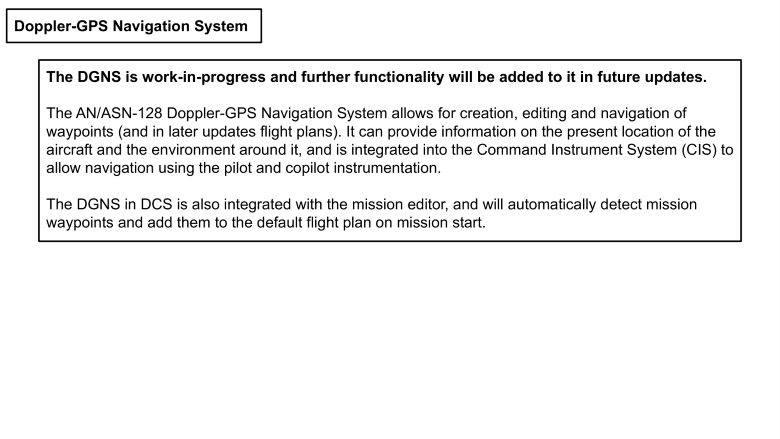 Doppler-GPS Navigation System
The DGNS is work-in-progress and further functionality will be added to it in future updates.
The AN/ASN-128 Doppler-GPS Navigation System allows for creation, editing and navigation of
waypoints (and in later updates flight plans). It can provide information on the present location of the
aircraft and the environment around it, and is integrated into the Command Instrument System (CIS) to
allow navigation using the pilot and copilot instrumentation.
The DGNS in DCS is also integrated with the mission editor, and will automatically detect mission
waypoints and add them to the default flight plan on mission start.